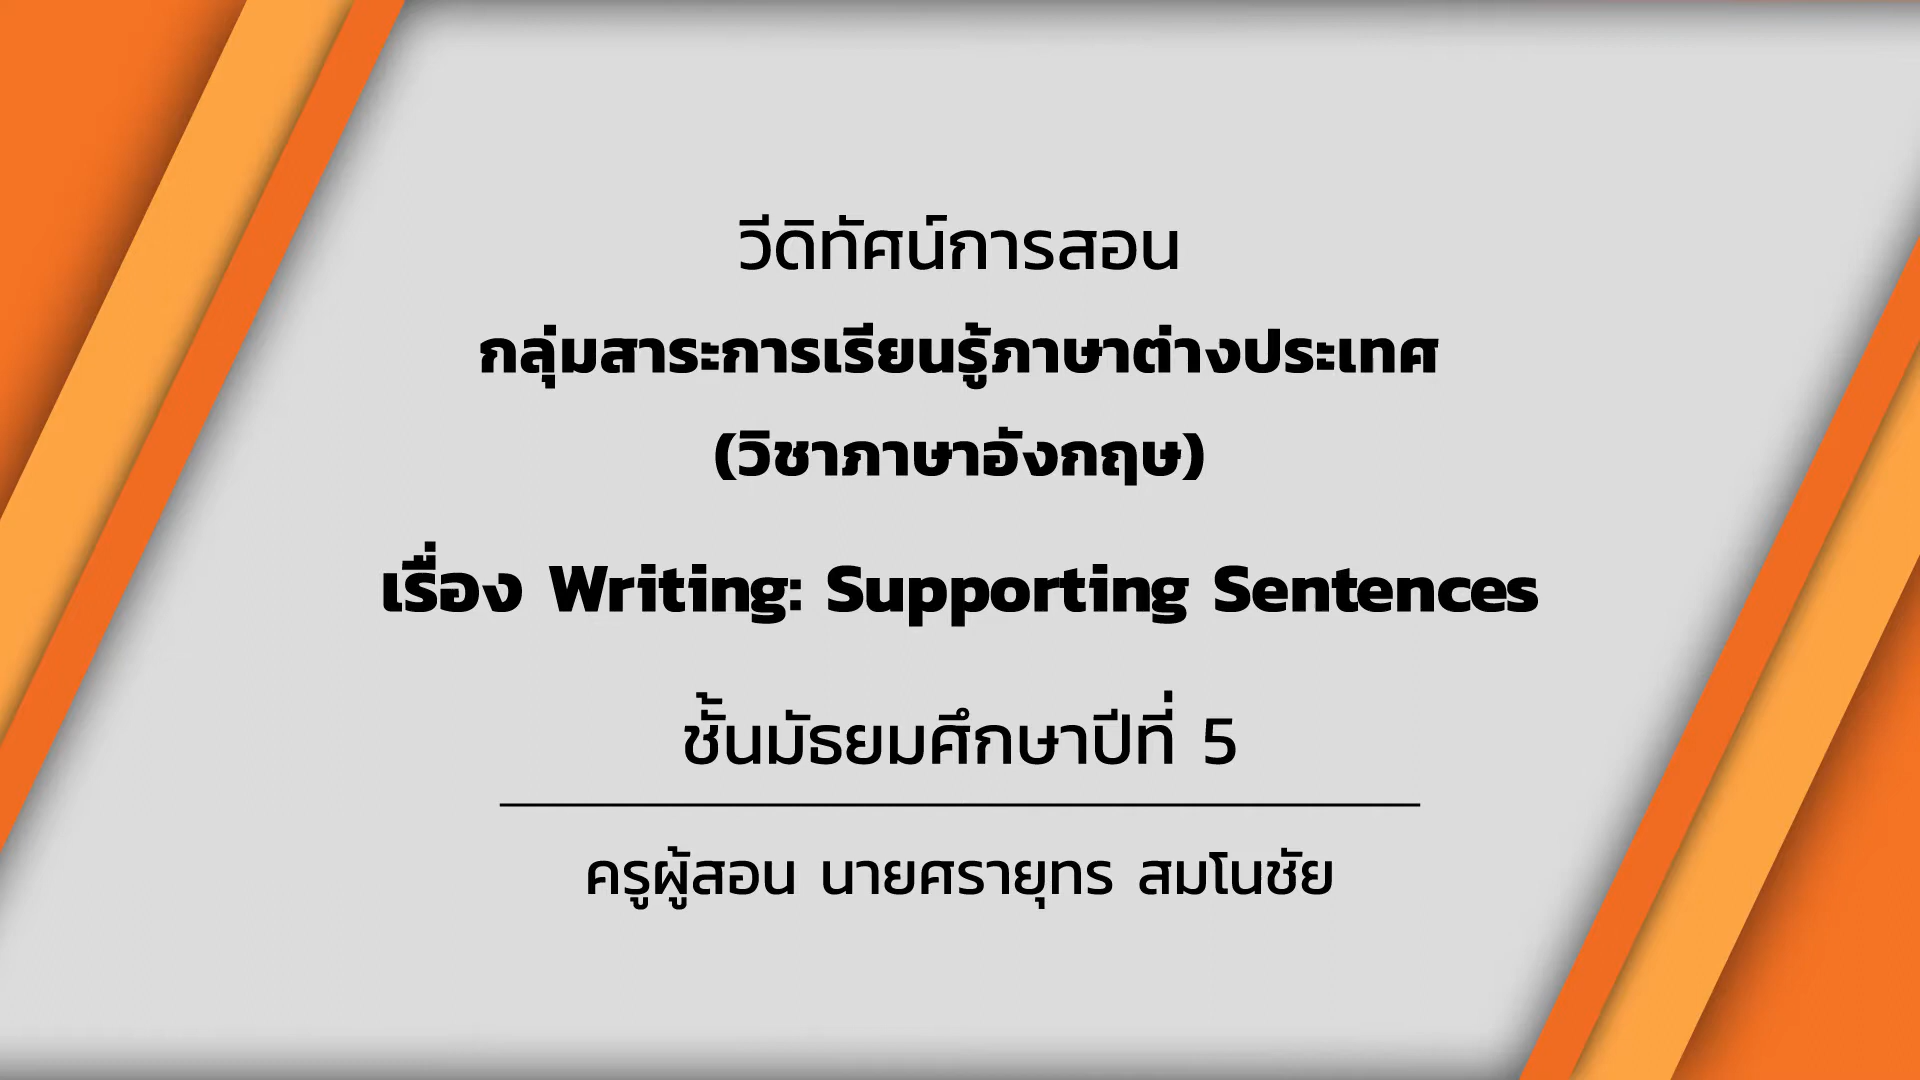 วีดิทัศน์การสอน
กลุ่มสาระการเรียนรู้ภาษาต่างประเทศ
(วิชาภาษาอังกฤษ)
เรื่อง Writing: Supporting Sentences
ชั้นมัธยมศึกษาปีที่ 5
ครูผู้สอน นายศรายุทร สมโนชัย